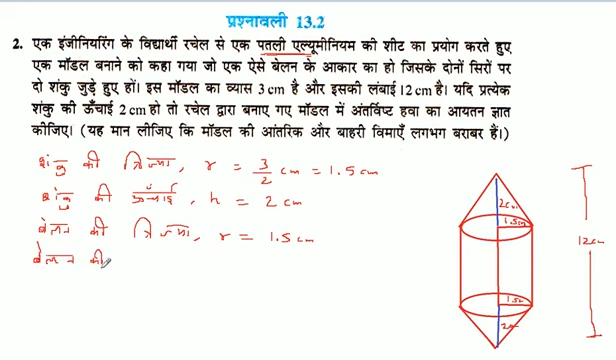 प्रश्नावली 13.2
2. एक इंजीनियरिंग के विद्यार्थी रचेल से एक पतली एल्यूमीनियम की शीट का प्रयोग करते हुए
एक मॉडल बनाने को कहा गया जो एक ऐसे बेलन के आकार का हो जिसके दोनों सिरों पर
दो शंकु जुड़े हुए हों। इस मॉडल का व्यास 3 cm है और इसकी लंबाई 12 cm है। यदि प्रत्येक
शंकु की ऊँचाई 2 cm हो तो रचेल द्वारा बनाए गए मॉडल में अंतर्विष्ट हवा का आयतन ज्ञात
कीजिए। (यह मान लीजिए कि मॉडल की आंतरिक और बाहरी विमाएँ लगभग बराबर हैं।)
शंकु की त्रिज्या, r = 3/2 cm = 1.5 cm
शंकु की ऊँचाई, h = 2 cm
बेलन की त्रिज्या, r = 1.5 cm
बेलन की
2cm
1.5cm
12cm
1.5c
2c